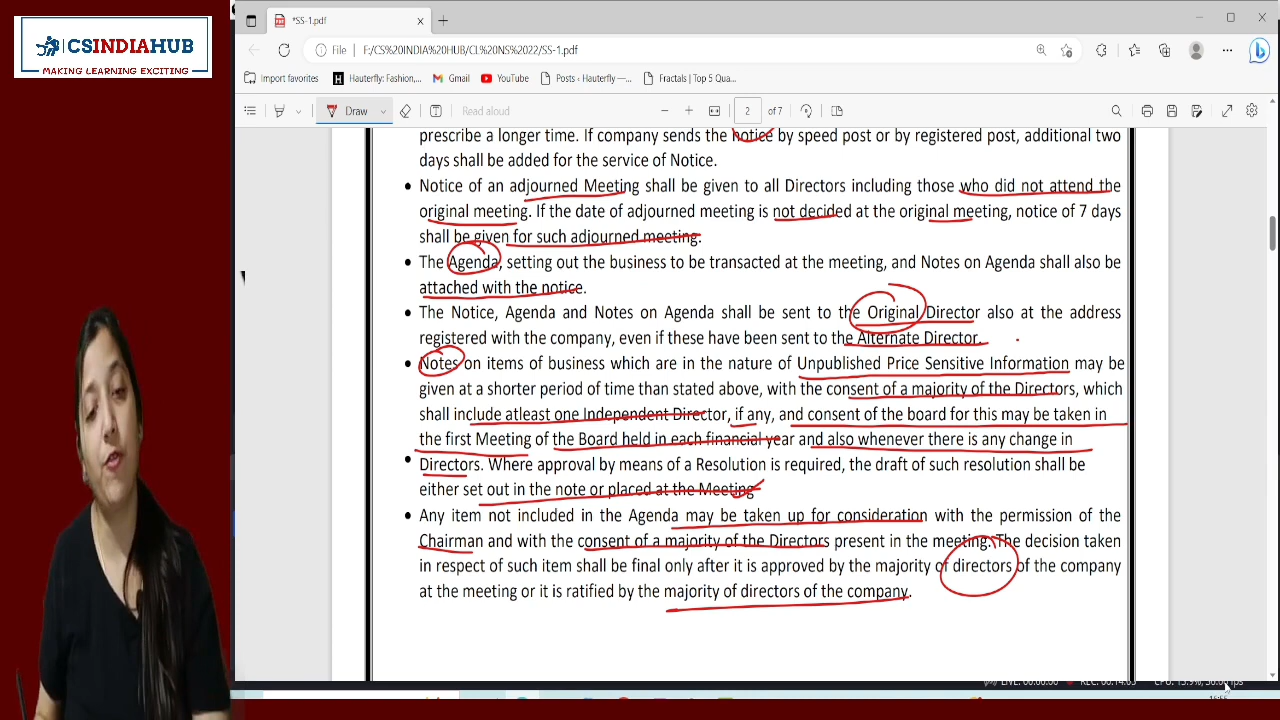 CSINDIAHUB
MAKING LEARNING EXCITING
*SS-1.pdf
File
F:/CS%20INDIA%20HUB/CL%20NS%2022/SS-1.pdf
Import favorites
Hauterfly: Fashion,...
Gmail
YouTube
Posts ‹ Hauterfly —...
Fractals | Top 5 Qua...
Draw
Read aloud
2
of 7
prescribe a longer time. If company sends the notice by speed post or by registered post, additional two
days shall be added for the service of Notice.
• Notice of an adjourned Meeting shall be given to all Directors including those who did not attend the
original meeting. If the date of adjourned meeting is not decided at the original meeting, notice of 7 days
shall be given for such adjourned meeting.
• The Agenda, setting out the business to be transacted at the meeting, and Notes on Agenda shall also be
attached with the notice.
• The Notice, Agenda and Notes on Agenda shall be sent to the Original Director also at the address
registered with the company, even if these have been sent to the Alternate Director.
• Notes on items of business which are in the nature of Unpublished Price Sensitive Information may be
given at a shorter period of time than stated above, with the consent of a majority of the Directors, which
shall include atleast one Independent Director, if any, and consent of the board for this may be taken in
the first Meeting of the Board held in each financial year and also whenever there is any change in
• Directors. Where approval by means of a Resolution is required, the draft of such resolution shall be
either set out in the note or placed at the Meeting
• Any item not included in the Agenda may be taken up for consideration with the permission of the
Chairman and with the consent of a majority of the Directors present in the meeting. The decision taken
in respect of such item shall be final only after it is approved by the majority of directors of the company
at the meeting or it is ratified by the majority of directors of the company.